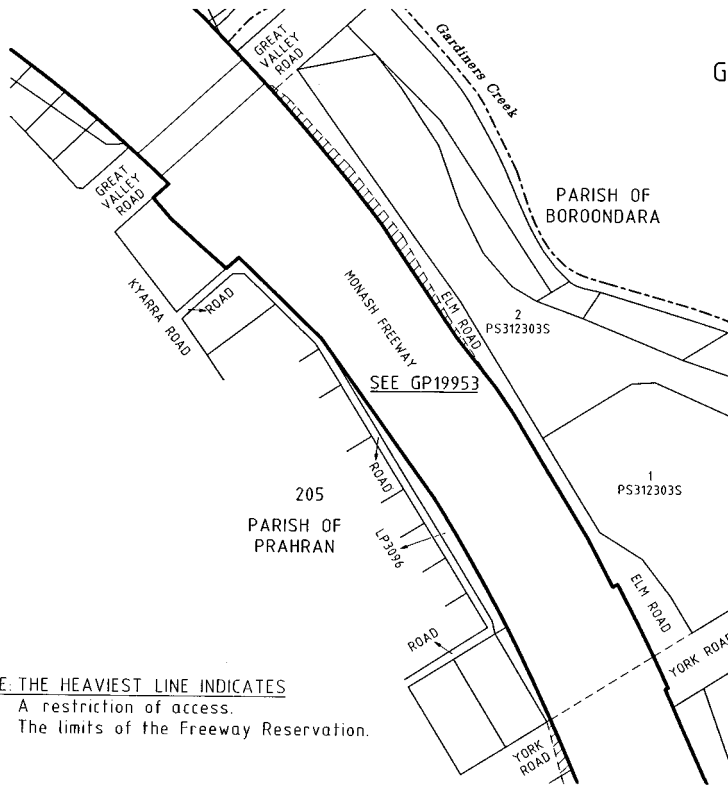 GREAT
VALLEY
ROAD
Gardiners Creek
G
GREAT
VALLEY
ROAD
PARISH OF
BOROONDARA
KYARRA ROAD
ROAD
MONASH FREEWAY
ELM ROAD
2
PS312303S
SEE GP19953
1
PS312303S
ROAD
205
PARISH OF
PRAHRAN
LP3096
ELM ROAD
ROAD
YORK ROAD
E: THE HEAVIEST LINE INDICATES
A restriction of access.
The limits of the Freeway Reservation.
YORK
ROAD